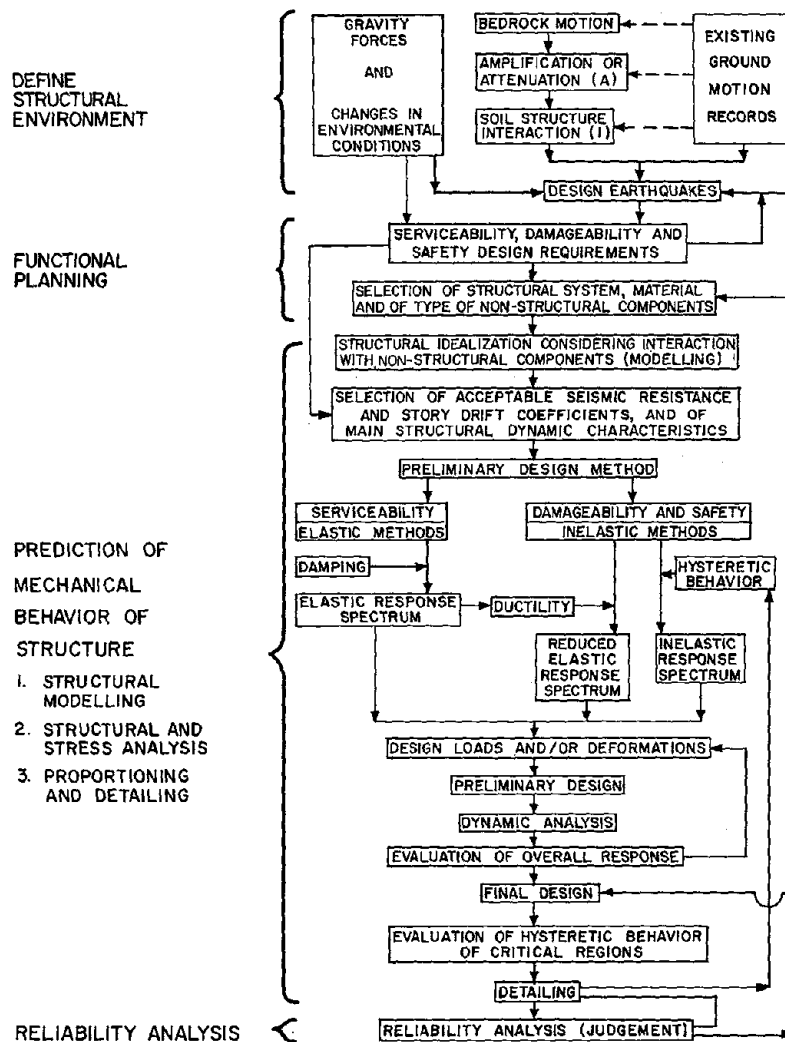 DEFINE
STRUCTURAL
ENVIRONMENT
GRAVITY
FORCES
AND
CHANGES IN
ENVIRONMENTAL
CONDITIONS
BEDROCK MOTION
AMPLIFICATION OR
ATTENUATION (A)
SOIL STRUCTURE
INTERACTION (I)
EXISTING
GROUND
MOTION
RECORDS
DESIGN EARTHQUAKES
FUNCTIONAL
PLANNING
SERVICEABILITY, DAMAGEABILITY AND
SAFETY DESIGN REQUIREMENTS
SELECTION OF STRUCTURAL SYSTEM, MATERIAL
AND OF TYPE OF NON-STRUCTURAL COMPONENTS
PREDICTION OF
MECHANICAL
BEHAVIOR OF
STRUCTURE
1. STRUCTURAL
MODELLING
2. STRUCTURAL AND
STRESS ANALYSIS
3. PROPORTIONING
AND DETAILING
STRUCTURAL IDEALIZATION CONSIDERING INTERACTION
WITH NON-STRUCTURAL COMPONENTS (MODELLING)
SELECTION OF ACCEPTABLE SEISMIC RESISTANCE
AND STORY DRIFT COEFFICIENTS, AND OF
MAIN STRUCTURAL DYNAMIC CHARACTERISTICS
PRELIMINARY DESIGN METHOD
SERVICEABILITY
ELASTIC METHODS
DAMAGEABILITY AND SAFETY
INELASTIC METHODS
DAMPING
HYSTERETIC
BEHAVIOR
ELASTIC RESPONSE
SPECTRUM
DUCTILITY
REDUCED
ELASTIC
RESPONSE
SPECTRUM
INELASTIC
RESPONSE
SPECTRUM
DESIGN LOADS AND/OR DEFORMATIONS
PRELIMINARY DESIGN
DYNAMIC ANALYSIS
EVALUATION OF OVERALL RESPONSE
FINAL DESIGN
EVALUATION OF HYSTERETIC BEHAVIOR
OF CRITICAL REGIONS
DETAILING
RELIABILITY ANALYSIS
RELIABILITY ANALYSIS (JUDGEMENT)